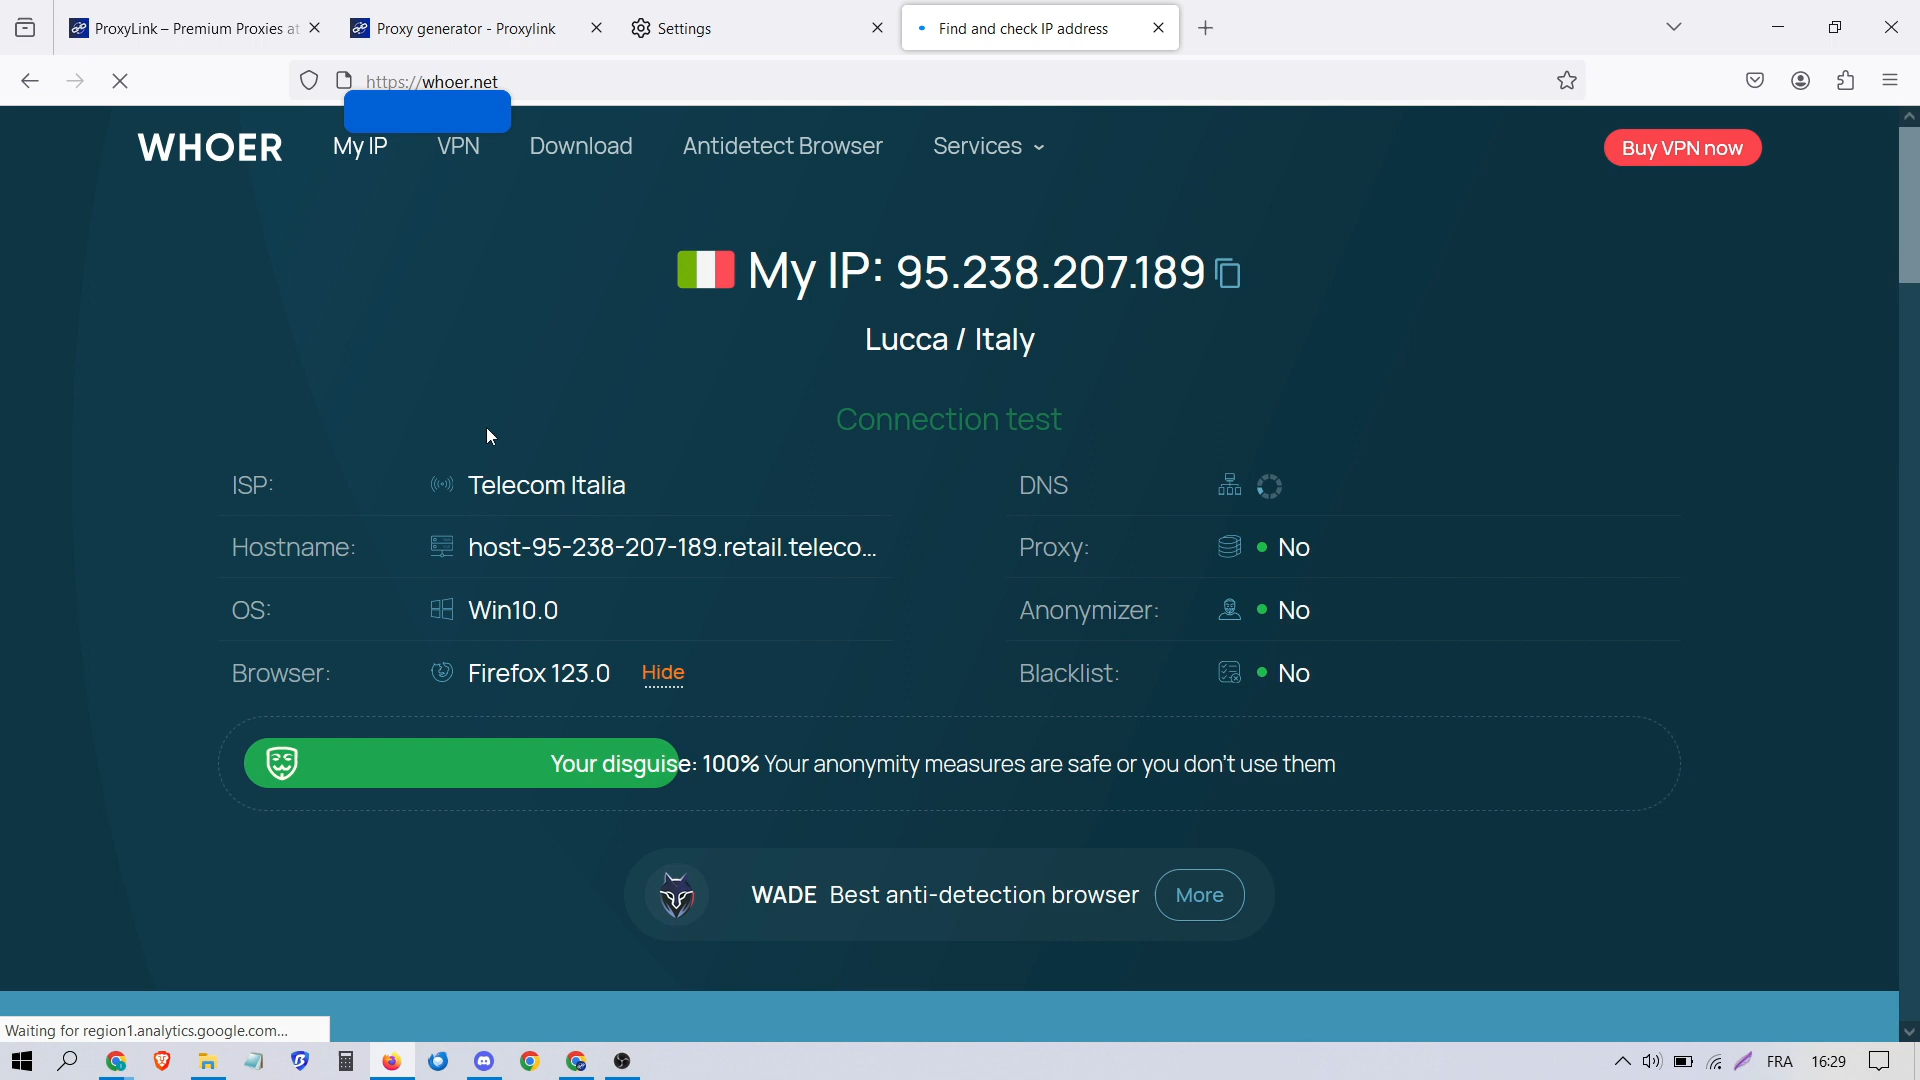 ProxyLink – Premium Proxies at
Proxy generator - Proxylink
Settings
Find and check IP address
https://whoer.net
WHOER
My IP
VPN
Download
Antidetect Browser
Services
Buy VPN now
My IP: 95.238.207.189
Lucca / Italy
Connection test
ISP: Telecom Italia
DNS
Hostname: host-95-238-207-189.retail.teleco...
Proxy: No
OS: Win10.0
Anonymizer: No
Browser: Firefox 123.0 Hide
Blacklist: No
Your disguise: 100% Your anonymity measures are safe or you don't use them
WADE Best anti-detection browser More
Waiting for region1.analytics.google.com...
FRA 16:29